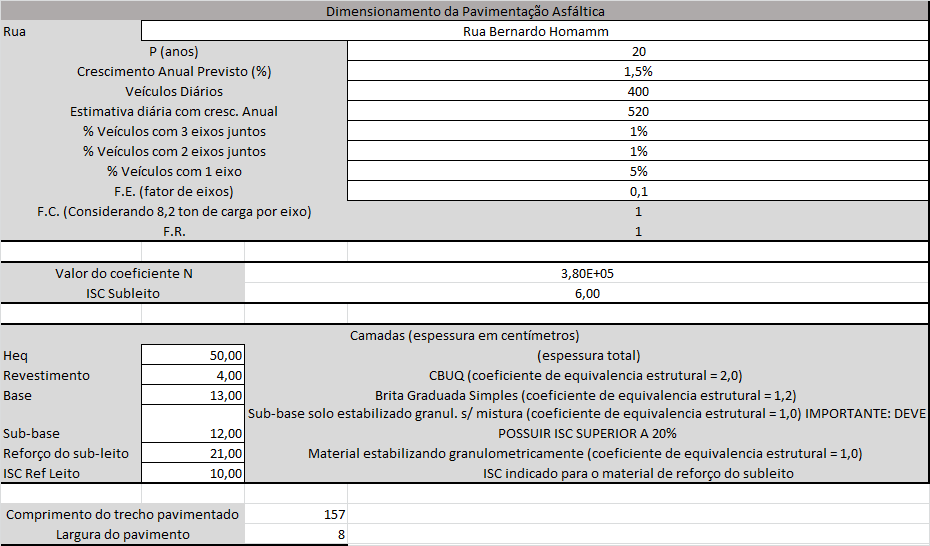 Dimensionamento da Pavimentação Asfáltica
Rua Rua Bernardo Homamm
P (anos) 20
Crescimento Anual Previsto (%) 1,5%
Veículos Diários 400
Estimativa diária com cresc. Anual 520
% Veículos com 3 eixos juntos 1%
% Veículos com 2 eixos juntos 1%
% Veículos com 1 eixo 5%
F.E. (fator de eixos) 0,1
F.C. (Considerando 8,2 ton de carga por eixo) 1
F.R. 1
Valor do coeficiente N 3,80E+05
ISC Subleito 6,00
Camadas (espessura em centímetros)
Heq 50,00 (espessura total)
Revestimento 4,00 CBUQ (coeficiente de equivalencia estrutural = 2,0)
Base 13,00 Brita Graduada Simples (coeficiente de equivalencia estrutural = 1,2)
Sub-base solo estabilizado granul. s/ mistura (coeficiente de equivalencia estrutural = 1,0) IMPORTANTE: DEVE
Sub-base 12,00 POSSUIR ISC SUPERIOR A 20%
Reforço do sub-leito 21,00 Material estabilizando granulometricamente (coeficiente de equivalencia estrutural = 1,0)
ISC Ref Leito 10,00 ISC indicado para o material de reforço do subleito
Comprimento do trecho pavimentado 157
Largura do pavimento 8